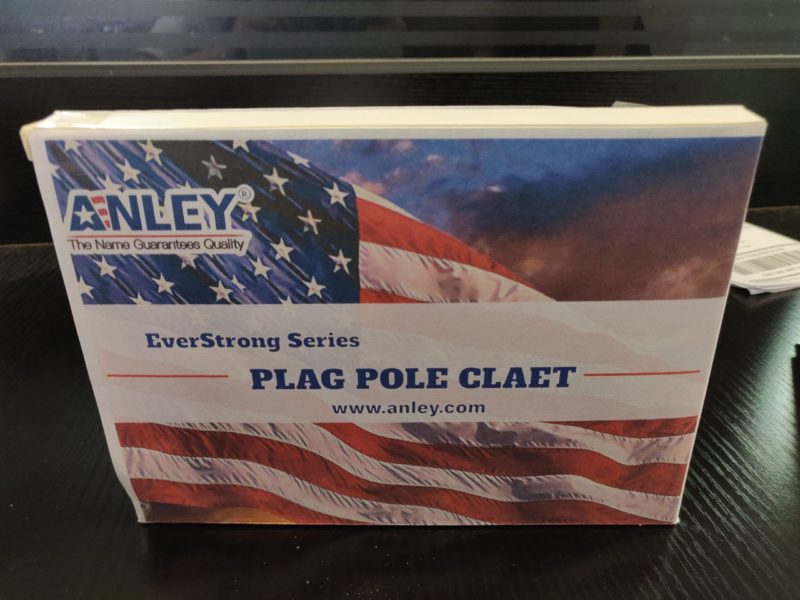 ANLEY®
The Name Guarantees Quality
EverStrong Series
PLAG POLE CLAET
www.anley.com